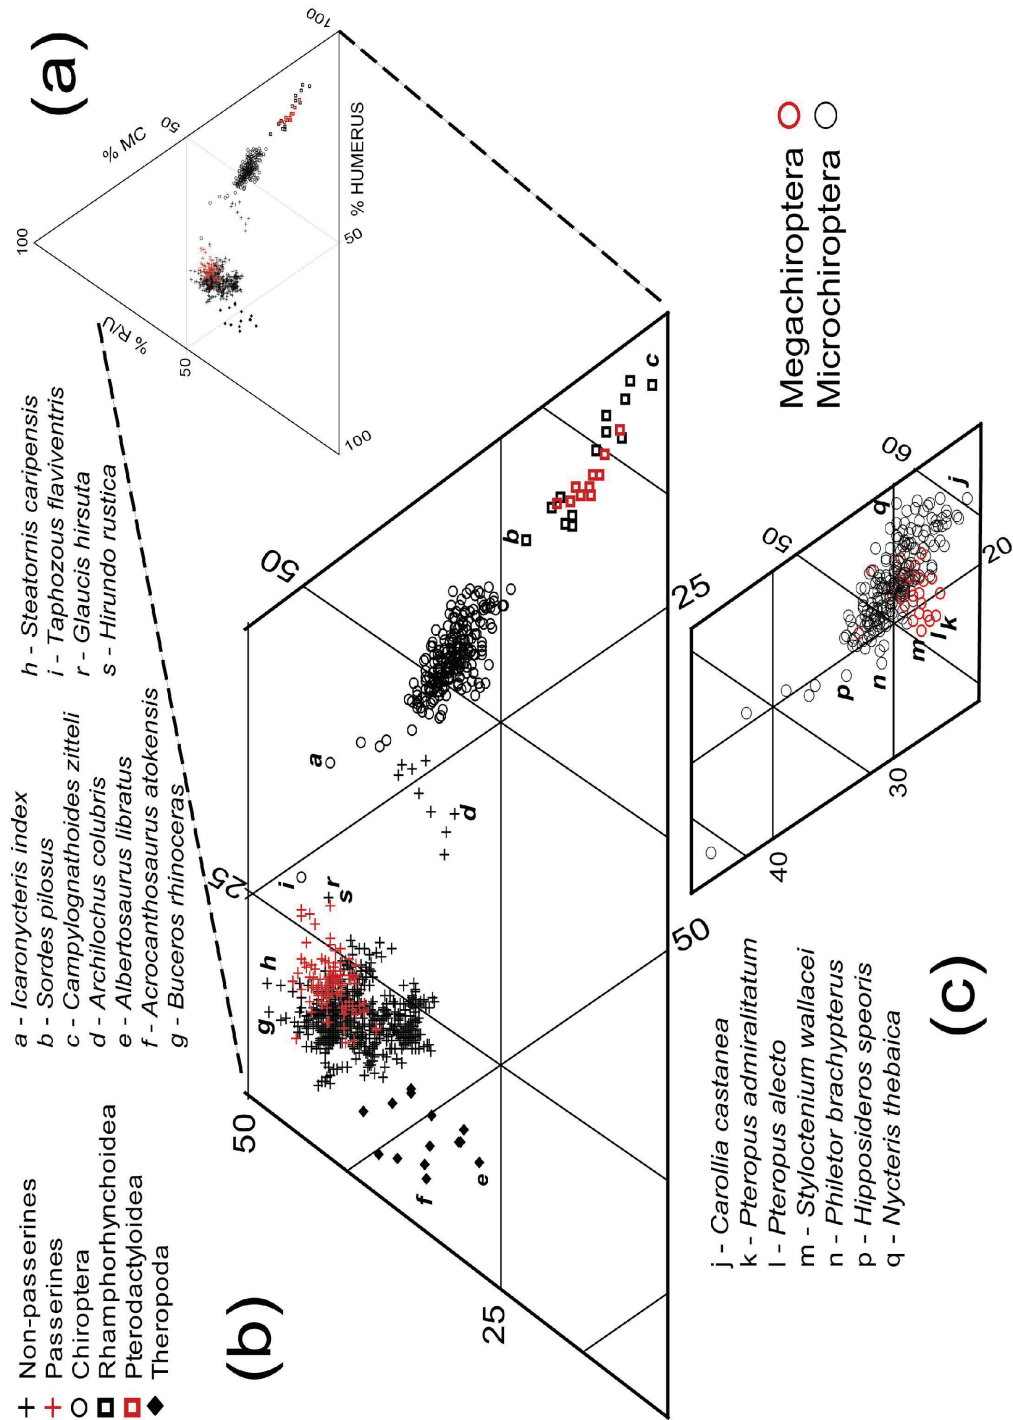 (a)
100
% MC
50
100
% R/U
50
50
% HUMERUS
100
+ Non-passerines
+ Passerines
Chiroptera
Rhamphorhynchoidea
Pterodactyloidea
Theropoda
a - Icaronycteris index
b - Sordes pilosus
c - Campylognathoides zitteli
d - Archilochus colubris
e - Albertosaurus libratus
f - Acrocanthosaurus atokensis
g - Buceros rhinoceras
h - Steatornis caripensis
i - Taphozous flaviventris
r - Glaucis hirsuta
s - Hirundo rustica
(b)
50
25
50
25
50
25
g
h
i
s
r
a
d
b
c
f
e
(c)
40
30
50
60
20
p
n
m
l
k
q
j
j - Carollia castanea
k - Pteropus admiralitatum
l - Pteropus alecto
m - Styloctenium wallacei
n - Philetor brachypterus
p - Hipposideros speoris
q - Nycteris thebaica
Megachiroptera
Microchiroptera